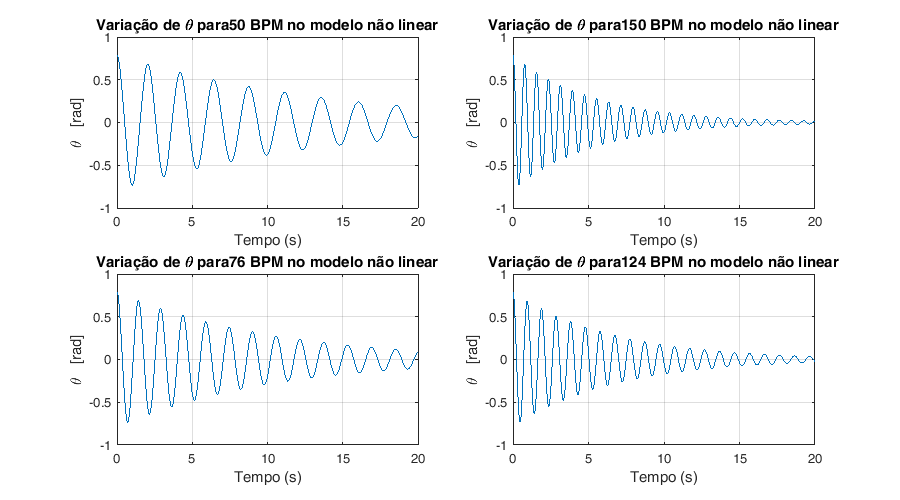 Variação de θ para50 BPM no modelo não linear
1
0.5
0
-0.5
-1
θ [rad]
0 5 10 15 20
Tempo (s)
Variação de θ para150 BPM no modelo não linear
1
0.5
0
-0.5
-1
θ [rad]
0 5 10 15 20
Tempo (s)
Variação de θ para76 BPM no modelo não linear
1
0.5
0
-0.5
-1
θ [rad]
0 5 10 15 20
Tempo (s)
Variação de θ para124 BPM no modelo não linear
1
0.5
0
-0.5
-1
θ [rad]
0 5 10 15 20
Tempo (s)